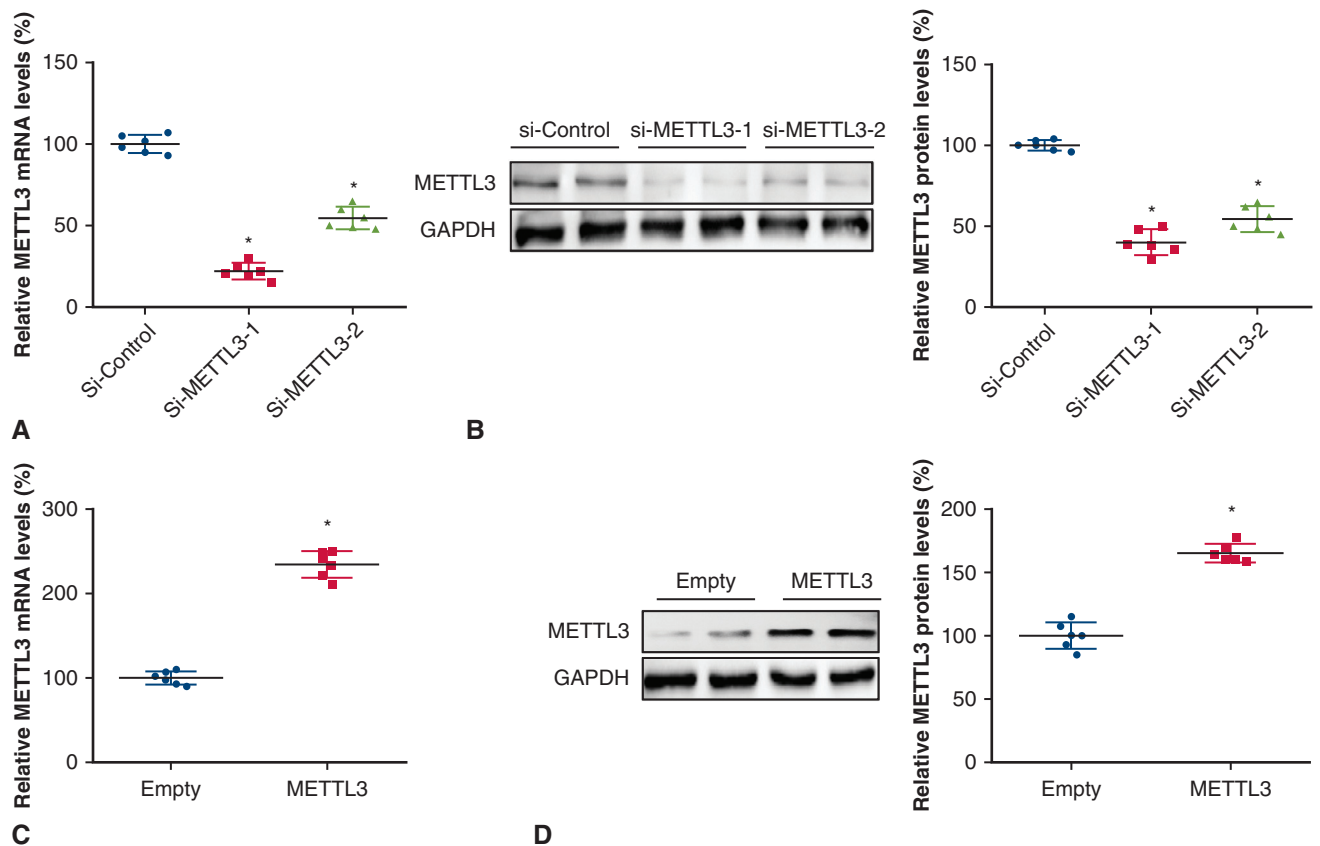 Relative METTL3 mRNA levels (%)
150
100
50
0
*
*
Si-Control
Si-METTL3-1
Si-METTL3-2
A
si-Control si-METTL3-1 si-METTL3-2
METTL3
GAPDH
B
Relative METTL3 protein levels (%)
150
100
50
0
*
*
Si-Control
Si-METTL3-1
Si-METTL3-2
Relative METTL3 mRNA levels (%)
300
200
100
0
*
Empty METTL3
C
Empty METTL3
METTL3
GAPDH
D
Relative METTL3 protein levels (%)
200
150
100
50
0
*
Empty METTL3